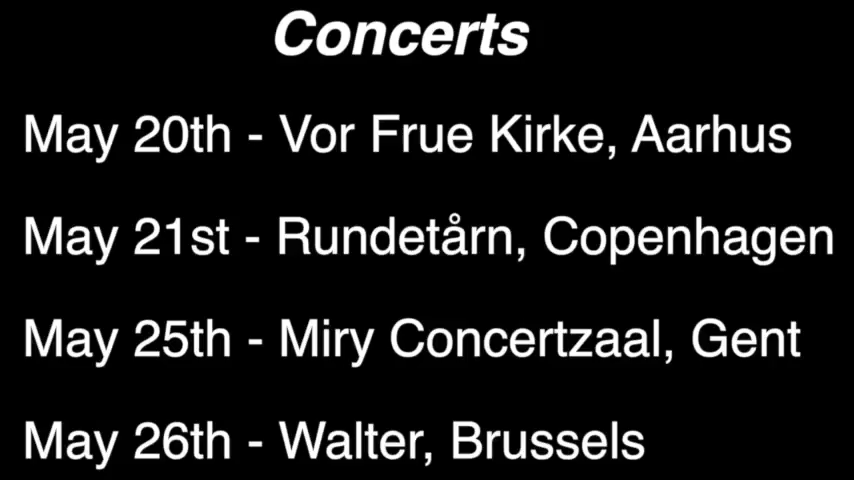 Concerts
May 20th - Vor Frue Kirke, Aarhus
May 21st - Rundetårn, Copenhagen
May 25th - Miry Concertzaal, Gent
May 26th - Walter, Brussels